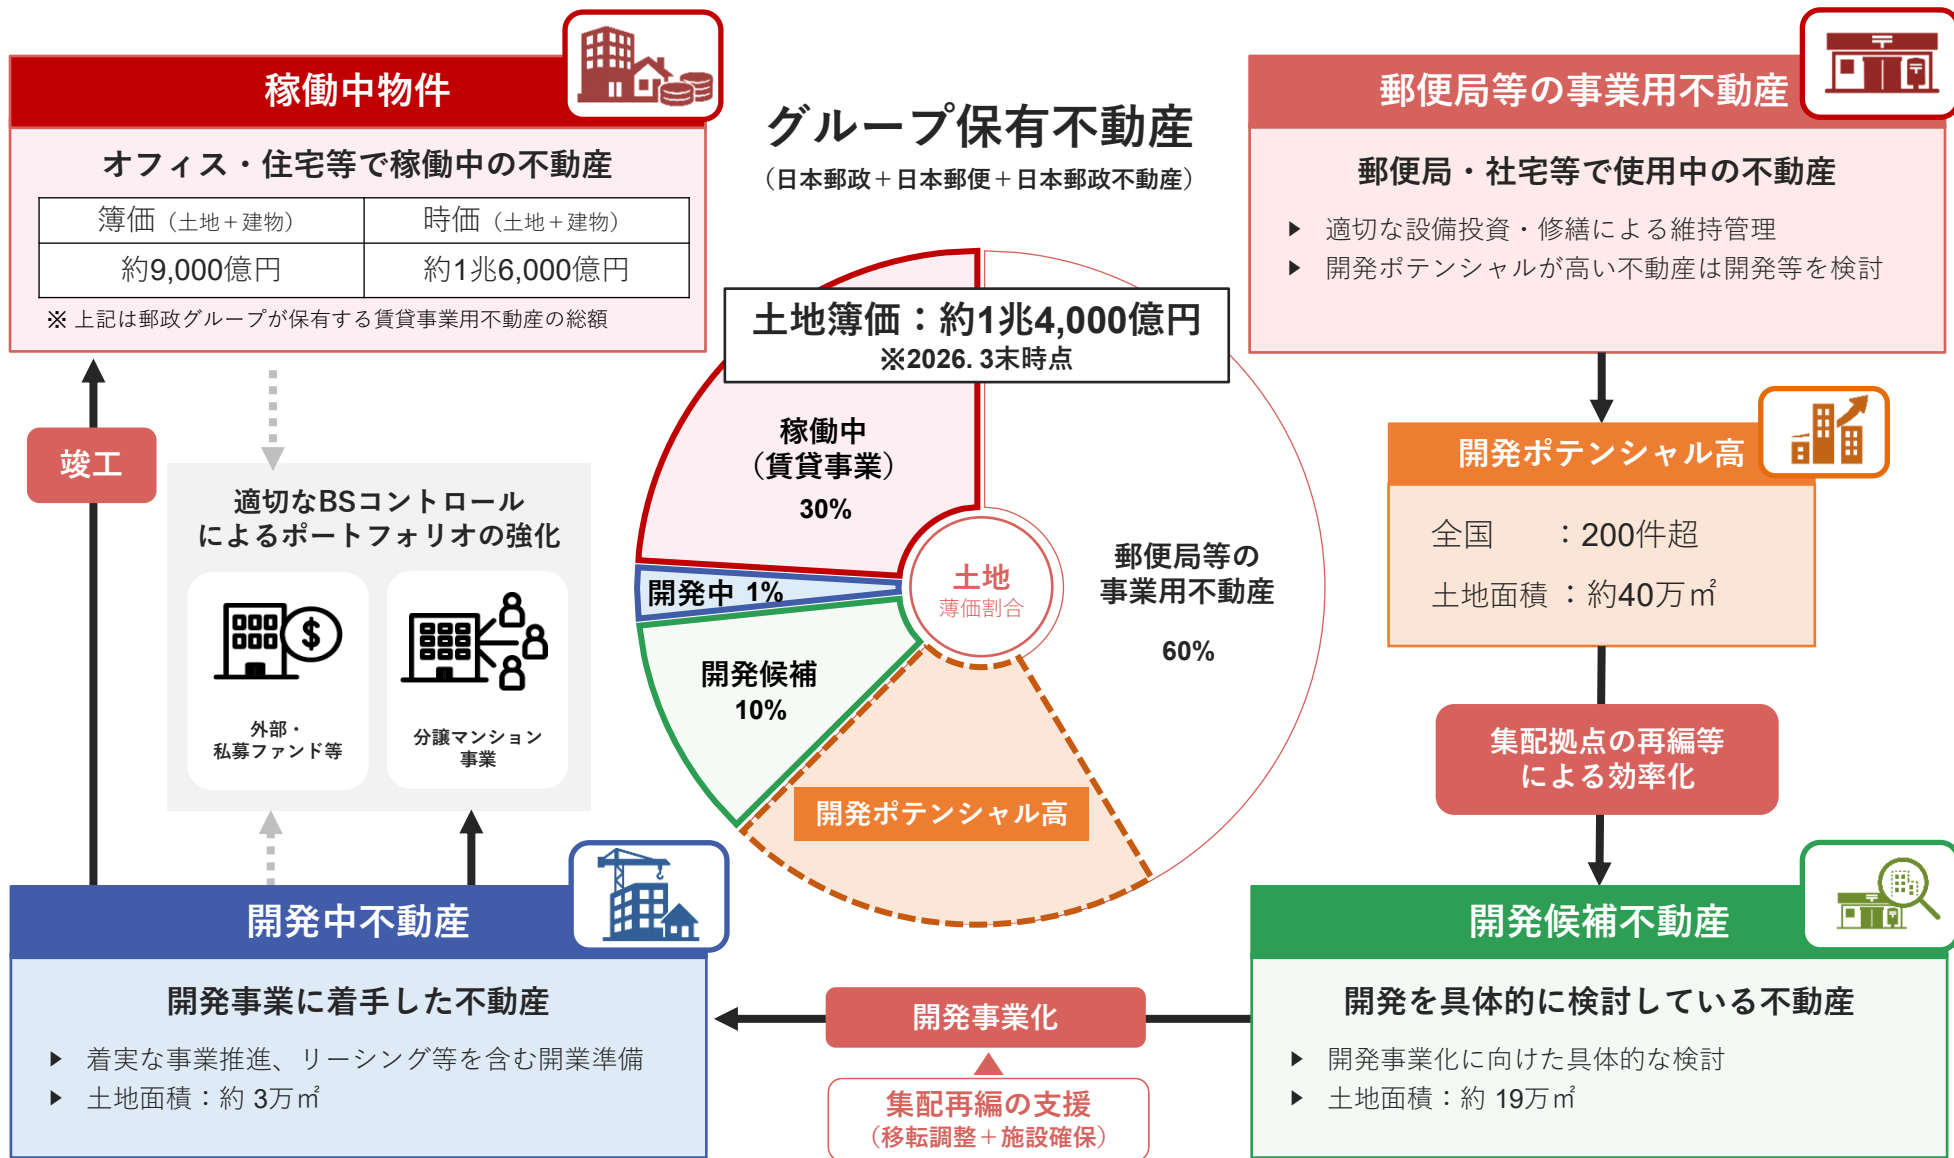 稼働中物件
オフィス・住宅等で稼働中の不動産
簿価（土地+建物） 時価（土地+建物）
約9,000億円 約1兆6,000億円
※ 上記は郵政グループが保有する賃貸事業用不動産の総額
グループ保有不動産
（日本郵政＋日本郵便＋日本郵政不動産）
土地簿価：約1兆4,000億円
※2026. 3末時点
稼働中
（賃貸事業）
30%
開発中 1%
開発候補
10%
開発ポテンシャル高
郵便局等の
事業用不動産
60%
土地
簿価割合
郵便局等の事業用不動産
郵便局・社宅等で使用中の不動産
▶ 適切な設備投資・修繕による維持管理
▶ 開発ポテンシャルが高い不動産は開発等を検討
開発ポテンシャル高
全国　　：200件超
土地面積 ：約40万㎡
集配拠点の再編等
による効率化
開発候補不動産
開発を具体的に検討している不動産
▶ 開発事業化に向けた具体的な検討
▶ 土地面積：約 19万㎡
開発事業化
集配再編の支援
（移転調整＋施設確保）
開発中不動産
開発事業に着手した不動産
▶ 着実な事業推進、リーシング等を含む開業準備
▶ 土地面積：約 3万㎡
竣工
適切なBSコントロール
によるポートフォリオの強化
外部・
私募ファンド等
分譲マンション
事業